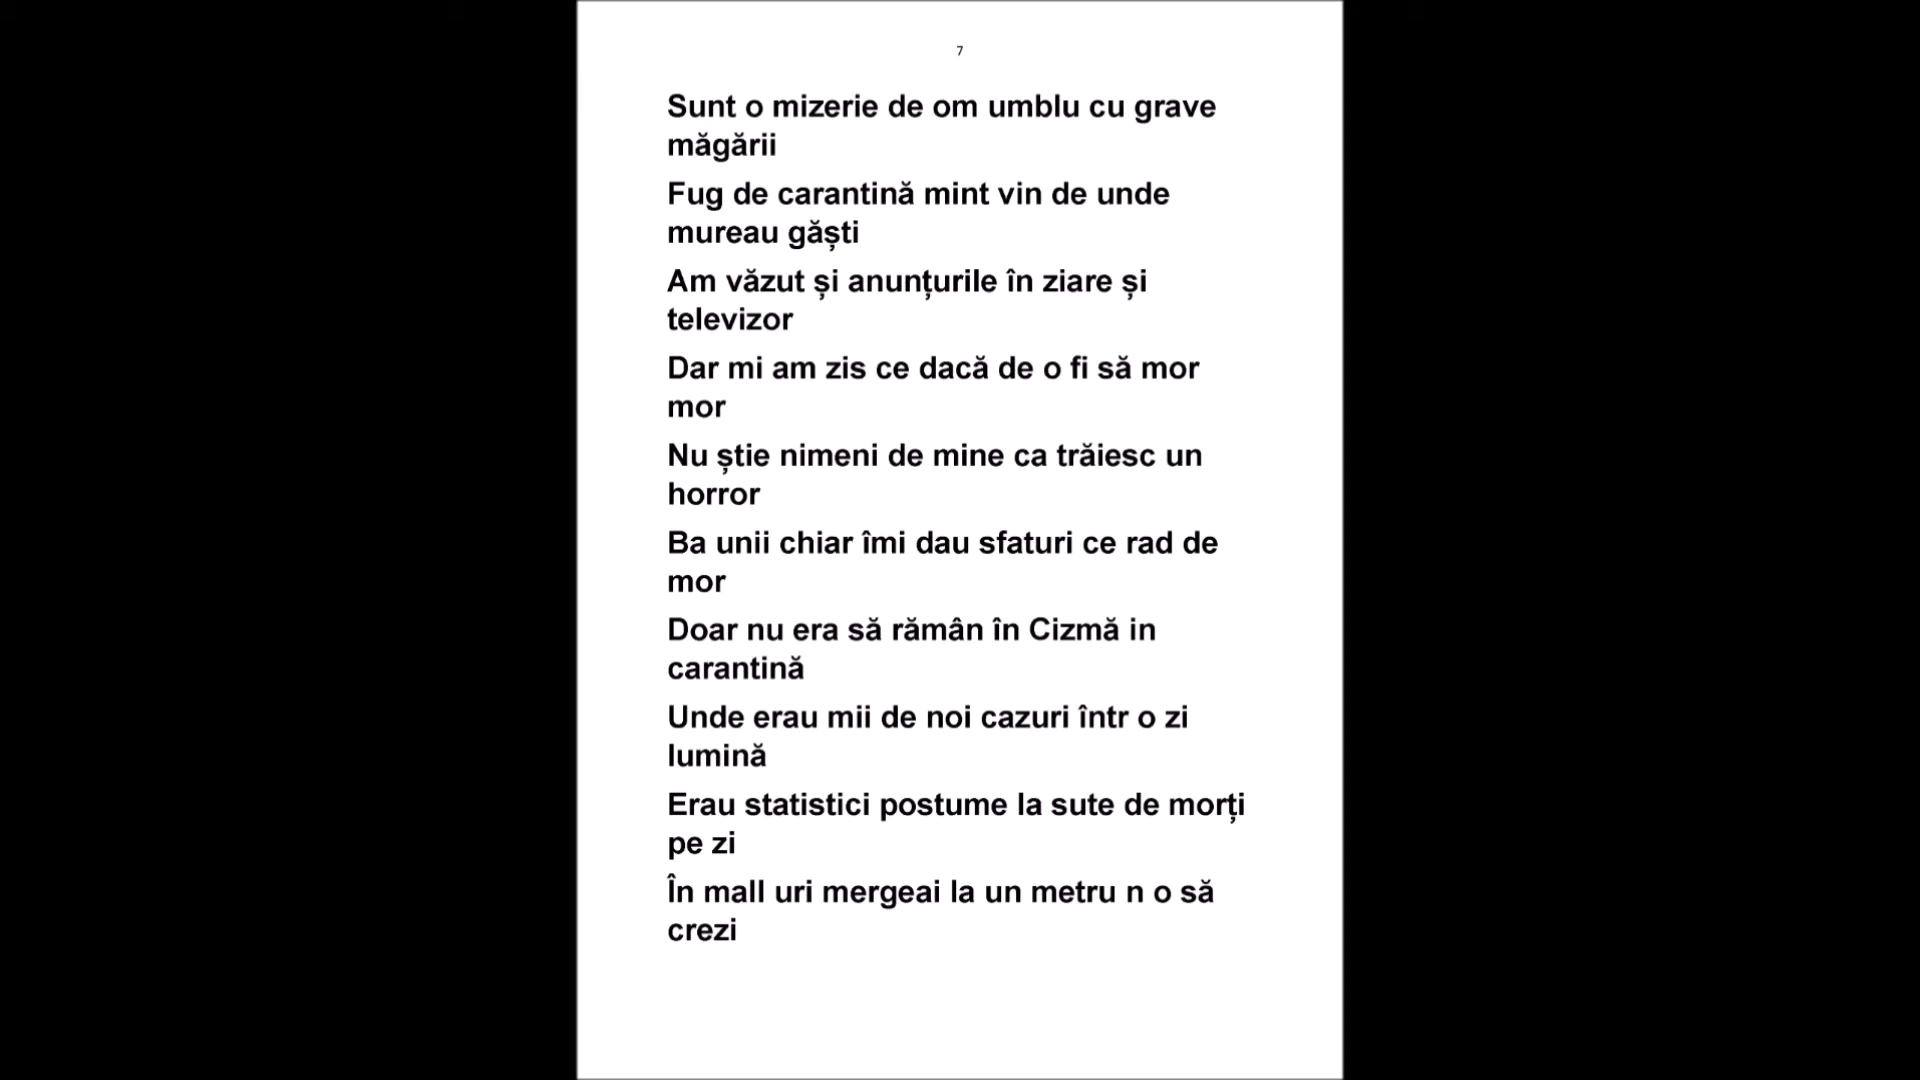 7
Sunt o mizerie de om umblu cu grave
măgării
Fug de carantină mint vin de unde
mureau găști
Am văzut și anunțurile în ziare și
televizor
Dar mi am zis ce dacă de o fi să mor
mor
Nu știe nimeni de mine ca trăiesc un
horror
Ba unii chiar îmi dau sfaturi ce rad de
mor
Doar nu era să rămân în Cizmă in
carantină
Unde erau mii de noi cazuri într o zi
lumină
Erau statistici postume la sute de morți
pe zi
În mall uri mergeai la un metru n o să
crezi